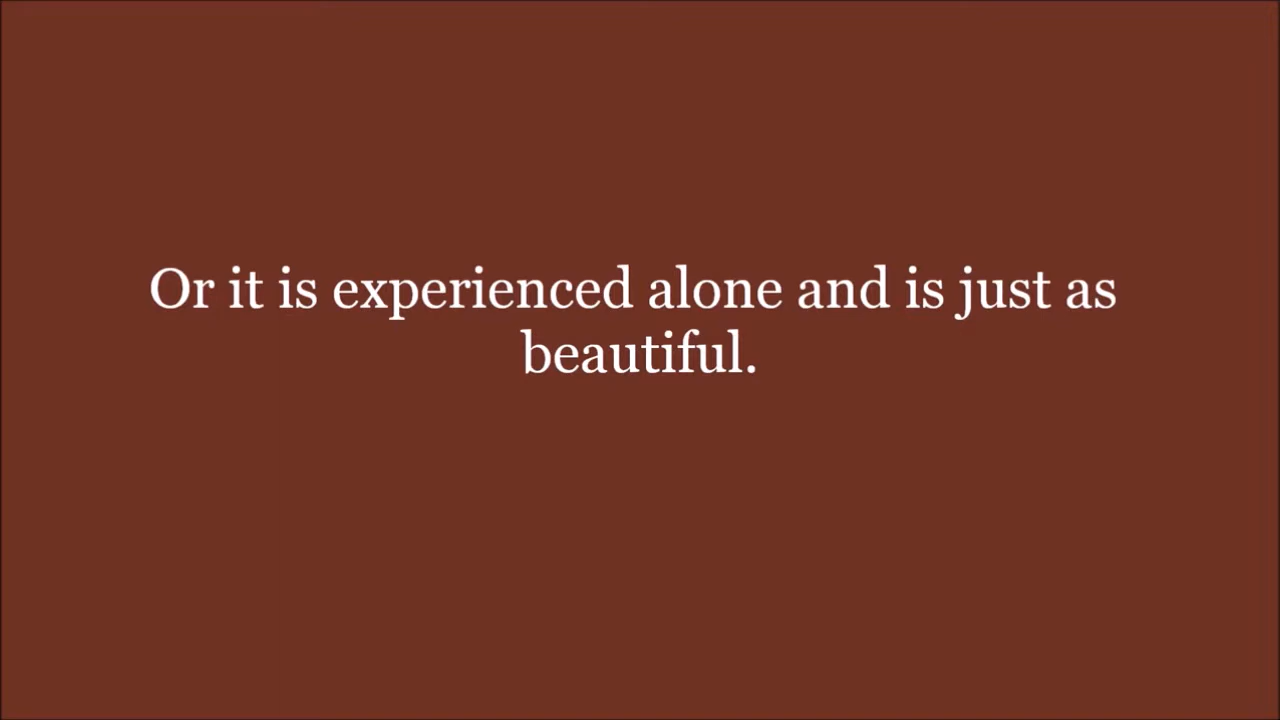 Or it is experienced alone and is just as
beautiful.